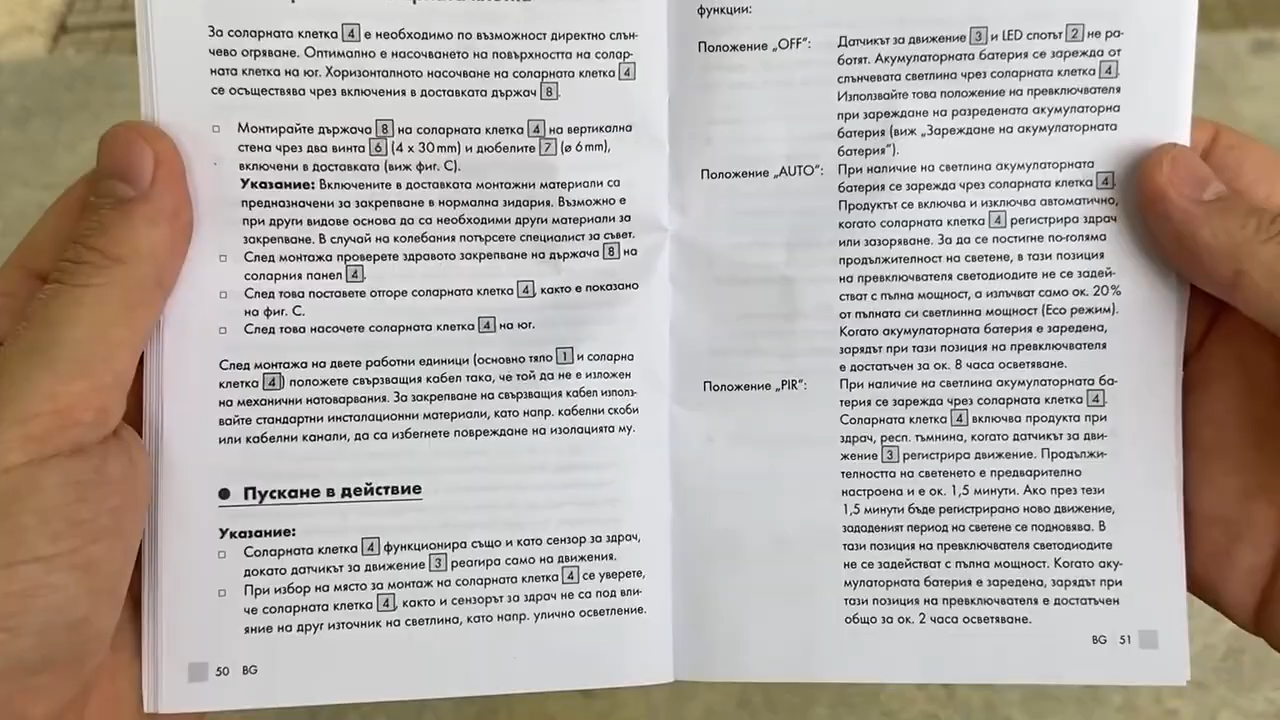 За соларната клетка 4 е необходимо по възможност директно слън-
чево огряване. Оптимално е насочването на повърхността на солар-
ната клетка на юг. Хоризонталното насочване на соларната клетка 4
се осъществява чрез включения в доставката държач 8.
Монтирайте държача 8 на соларната клетка 4 на вертикална
стена чрез два винта 6 (4 x 30 mm) и дюбелите 7 (ø 6 mm),
включени в доставката (виж фиг. C).
Указание: Включените в доставката монтажни материали са
предназначени за закрепване в нормална зидария. Възможно е
при други видове основа да са необходими други материали за
закрепване. В случай на колебания потърсете специалист за съвет.
След монтажа проверете здравото закрепване на държача 8 на
соларния панел 4.
След това поставете отгоре соларната клетка 4, както е показано
на фиг. C.
След това насочете соларната клетка 4 на юг.
След монтажа на двете работни единици (основно тяло 1 и соларна
клетка 4) положете свързващия кабел така, че той да не е изложен
на механични натоварвания. За закрепване на свързващия кабел използ-
вайте стандартни инсталационни материали, като напр. кабелни скоби
или кабелни канали, да са избегнете повреждане на изолацията му.
● Пускане в действие
Указание:
Соларната клетка 4 функционира също и като сензор за здрач,
докато датчикът за движение 3 реагира само на движения.
При избор на място за монтаж на соларната клетка 4 се уверете,
че соларната клетка 4, както и сензорът за здрач не са под вли-
яние на друг източник на светлина, като напр. улично осветление.
50 BG
функции:
Положение „OFF“: Датчикът за движение 3 и LED спотът 2 не ра-
ботят. Акумулаторната батерия се зарежда от
слънчевата светлина чрез соларната клетка 4.
Използвайте това положение на превключвателя
при зареждане на разредената акумулаторна
батерия (виж „Зареждане на акумулаторната
батерия“).
Положение „AUTO“: При наличие на светлина акумулаторната
батерия се зарежда чрез соларната клетка 4.
Продуктът се включва и изключва автоматично,
когато соларната клетка 4 регистрира здрач
или зазоряване. За да се постигне по-голяма
продължителност на светене, в тази позиция
на превключвателя светодиодите не се задей-
стват с пълна мощност, а излъчват само ок. 20%
от пълната си светлинна мощност (Eco режим).
Когато акумулаторната батерия е заредена,
зарядът при тази позиция на превключвателя
е достатъчен за ок. 8 часа осветяване.
Положение „PIR“: При наличие на светлина акумулаторната ба-
терия се зарежда чрез соларната клетка 4.
Соларната клетка 4 включва продукта при
здрач, респ. тъмнина, когато датчикът за дви-
жение 3 регистрира движение. Продължи-
телността на светенето е предварително
настроена и е ок. 1,5 минути. Ако през тези
1,5 минути бъде регистрирано ново движение,
зададеният период на светене се подновява. В
тази позиция на превключвателя светодиодите
не се задействат с пълна мощност. Когато аку-
мулаторната батерия е заредена, зарядът при
тази позиция на превключвателя е достатъчен
общо за ок. 2 часа осветяване.
BG 51